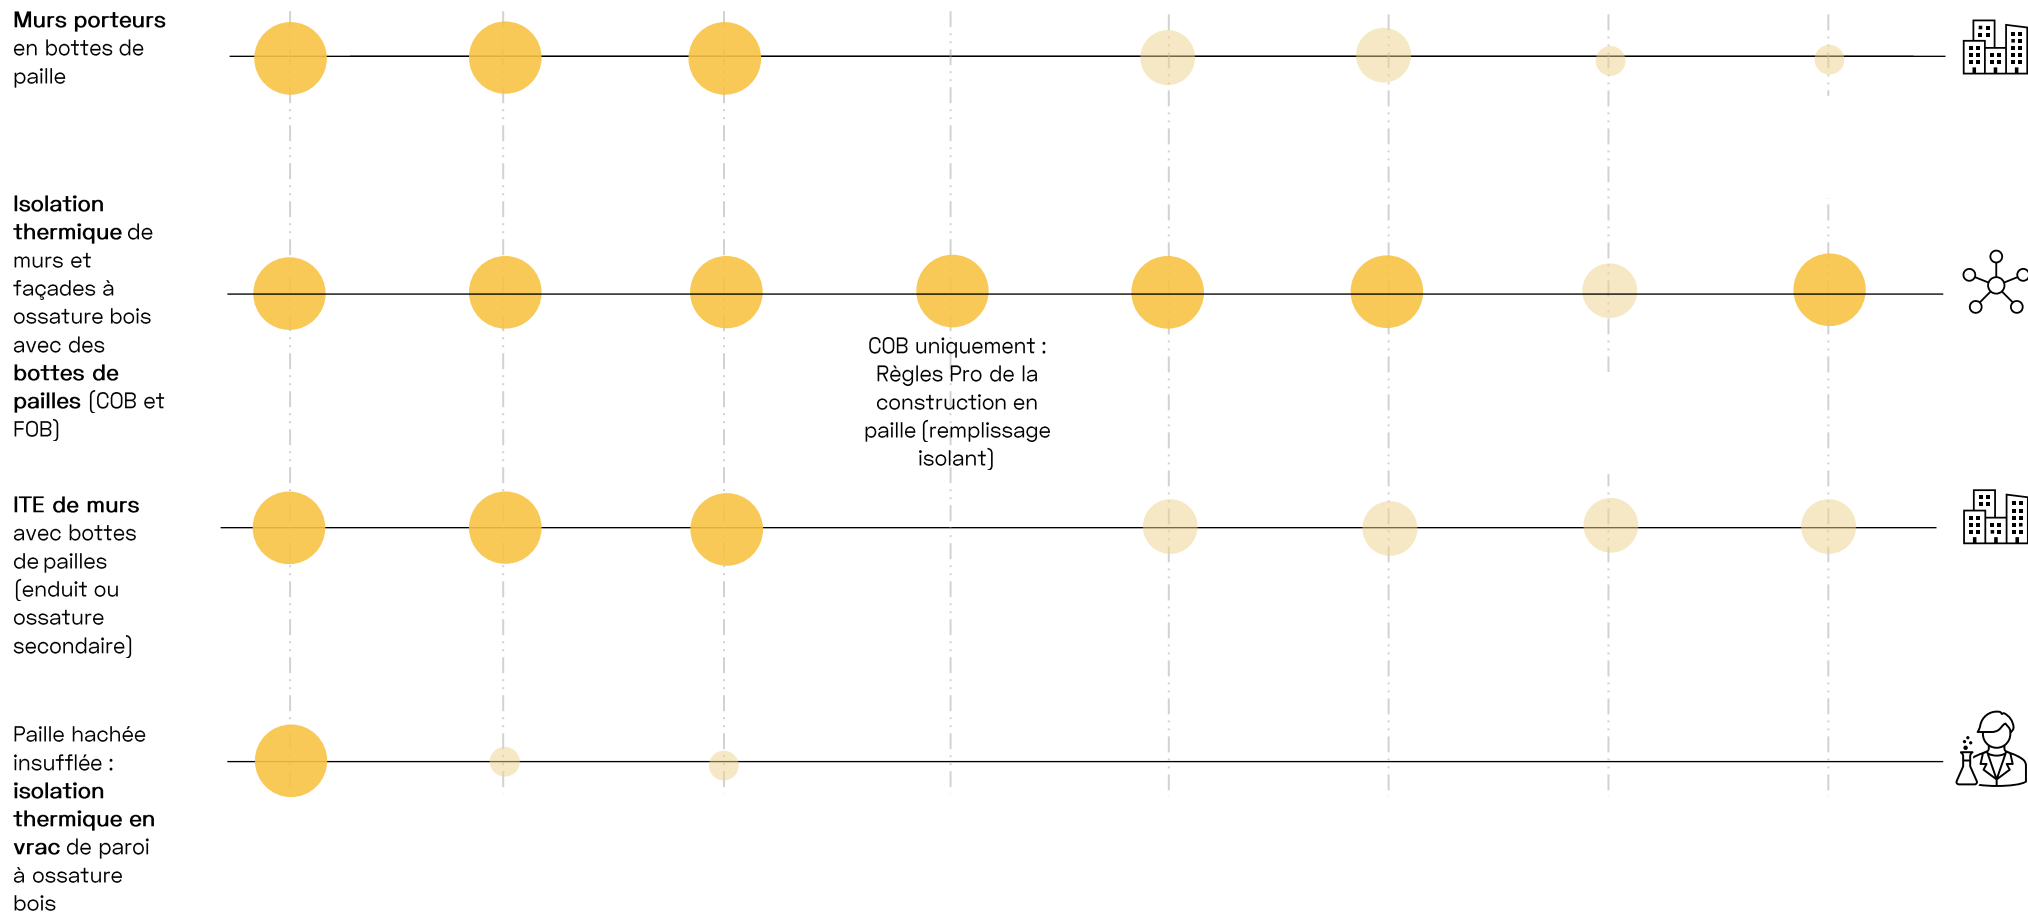 Murs porteurs
en bottes de
paille
Isolation
thermique de
murs et
façades à
ossature bois
avec des
bottes de
pailles (COB et
FOB)
COB uniquement :
Règles Pro de la
construction en
paille (remplissage
isolant)
ITE de murs
avec bottes
de pailles
(enduit ou
ossature
secondaire)
Paille hachée
insufflée :
isolation
thermique en
vrac de paroi
à ossature
bois